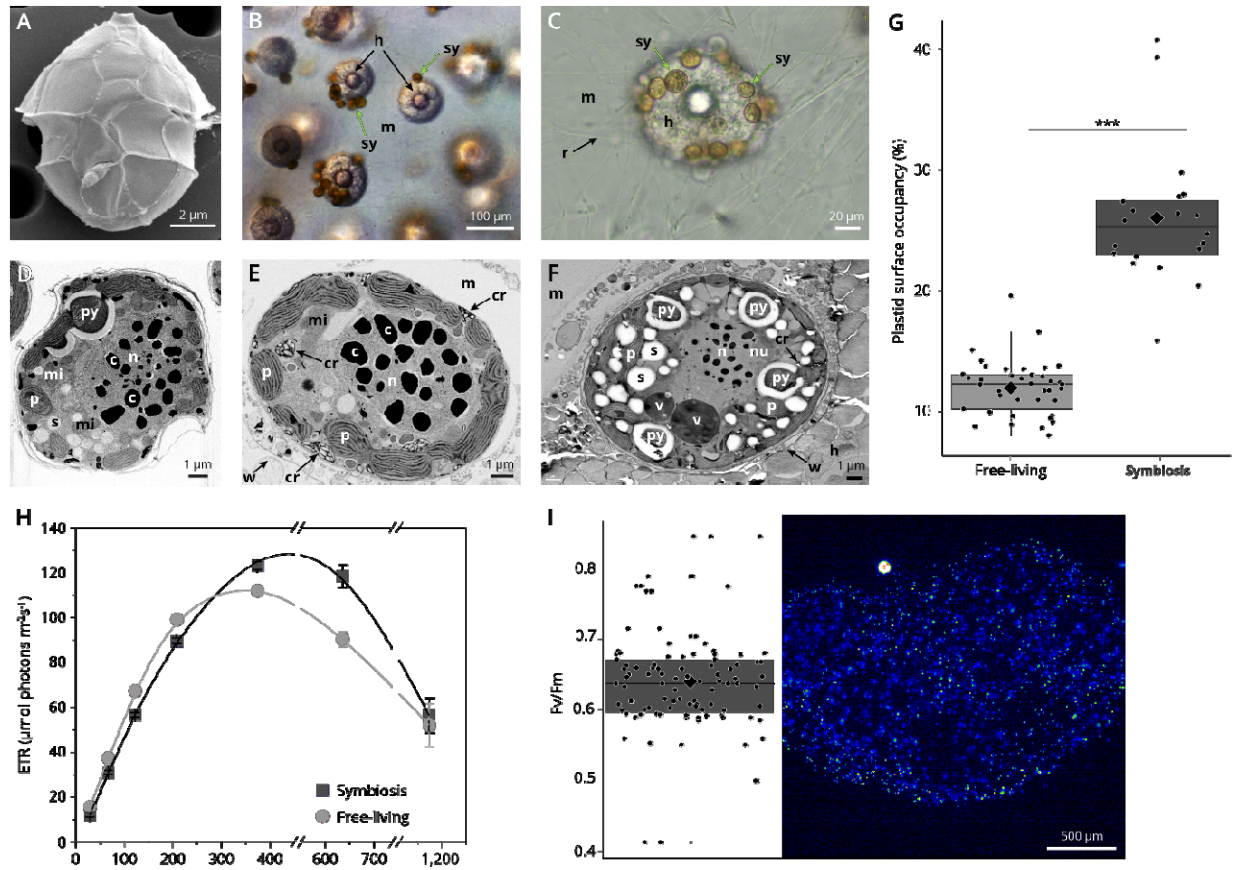 A
2 µm
B
h
sy
m
sy
100 µm
C
sy
sy
m
h
r
20 µm
G
Plastid surface occupancy (%)
40
30
20
10
***
Free-living
Symbiosis
D
py
c
n
mi
c
p
s
mi
1 µm
E
m
cr
mi
c
c
cr
p
n
p
w
cr
1 µm
F
m
py
py
cr
p
s
n
nu
s
py
v
v
p
py
h
w
1 µm
H
ETR (µmol photons m-2s-1)
140
120
100
80
60
40
20
0
Symbiosis
Free-living
0
100
200
300
400
600
700
1,200
I
Fv/Fm
0.8
0.7
0.6
0.5
0.4
500 µm